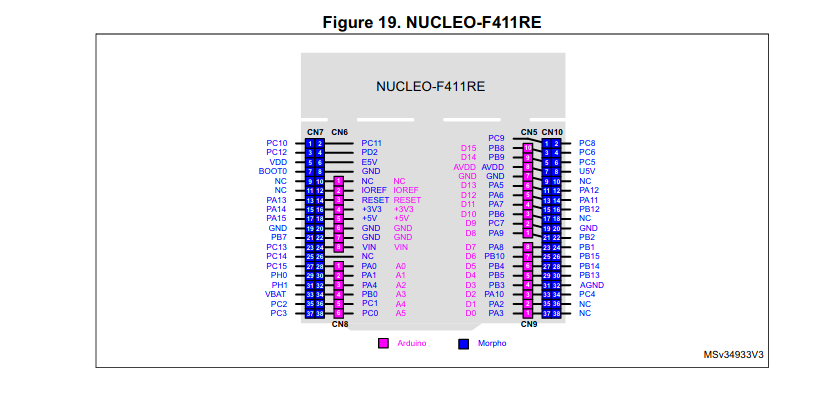 Figure 19. NUCLEO-F411RE
NUCLEO-F411RE
CN7 CN6 CN5 CN10
PC9
PC10 1 2 PC11 D15 PB8 10 1 2 PC8
PC12 3 4 PD2 D14 PB9 9 3 4 PC6
VDD 5 6 E5V AVDD AVDD 8 5 6 PC5
BOOT0 7 8 GND GND GND 7 7 8 U5V
NC 9 10 1 NC NC D13 PA5 6 9 10 NC
NC 11 12 2 IOREF IOREF D12 PA6 5 11 12 PA12
PA13 13 14 3 RESET RESET D11 PA7 4 13 14 PA11
PA14 15 16 4 +3V3 +3V3 D10 PB6 3 15 16 PB12
PA15 17 18 5 +5V +5V D9 PC7 2 17 18 NC
GND 19 20 6 GND GND D8 PA9 1 19 20 GND
PB7 21 22 7 GND GND 21 22 PB2
PC13 23 24 8 VIN VIN D7 PA8 8 23 24 PB1
PC14 25 26 NC D6 PB10 7 25 26 PB15
PC15 27 28 1 PA0 A0 D5 PB4 6 27 28 PB14
PH0 29 30 2 PA1 A1 D4 PB5 5 29 30 PB13
PH1 31 32 3 PA4 A2 D3 PB3 4 31 32 AGND
VBAT 33 34 4 PB0 A3 D2 PA10 3 33 34 PC4
PC2 35 36 5 PC1 A4 D1 PA2 2 35 36 NC
PC3 37 38 6 PC0 A5 D0 PA3 1 37 38 NC
CN8 CN9
Arduino Morpho
MSv34933V3